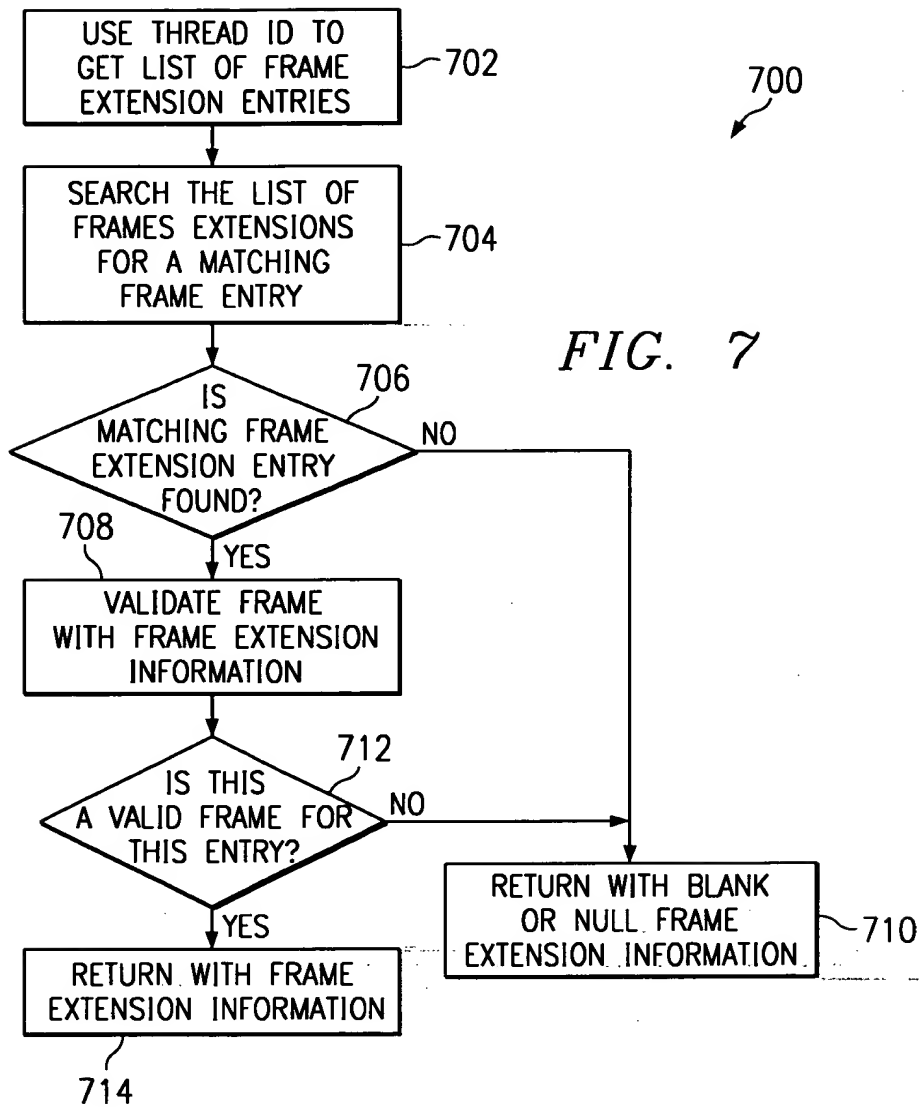 USE THREAD ID TO
GET LIST OF FRAME
EXTENSION ENTRIES
702
700
SEARCH THE LIST OF
FRAMES EXTENSIONS
FOR A MATCHING
FRAME ENTRY
704
FIG. 7
706
IS
MATCHING FRAME
EXTENSION ENTRY
FOUND?
NO
708
YES
VALIDATE FRAME
WITH FRAME EXTENSION
INFORMATION
712
IS THIS
A VALID FRAME FOR
THIS ENTRY?
NO
YES
RETURN WITH BLANK
OR NULL FRAME
EXTENSION INFORMATION
710
RETURN WITH FRAME
EXTENSION INFORMATION
714